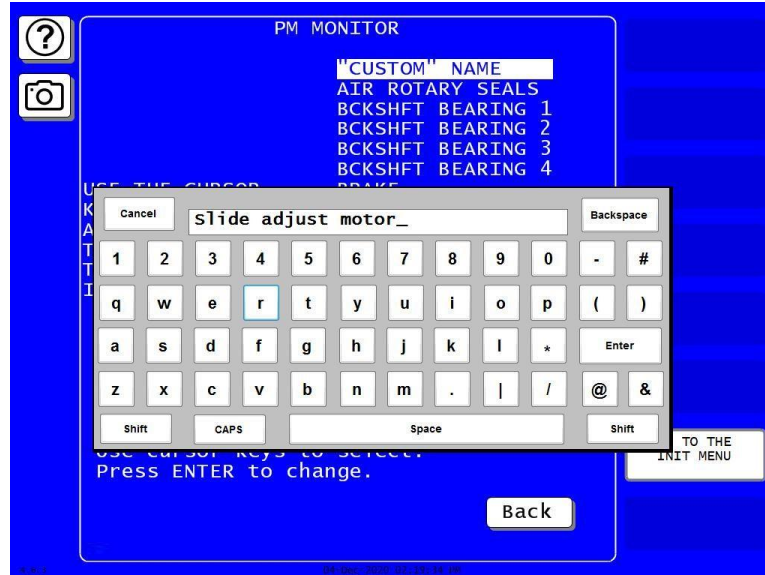 ?
PM MONITOR
"CUSTOM" NAME
AIR ROTARY SEALS
BCKSHFT BEARING 1
BCKSHFT BEARING 2
BCKSHFT BEARING 3
BCKSHFT BEARING 4
Cancel
Slide adjust motor_
Backspace
1 2 3 4 5 6 7 8 9 0 - #
q w e r t y u i o p ( )
a s d f g h j k l * Enter
z x c v b n m . | / @ &
Shift CAPS Space Shift
Press ENTER to change.
TO THE
INIT MENU
Back